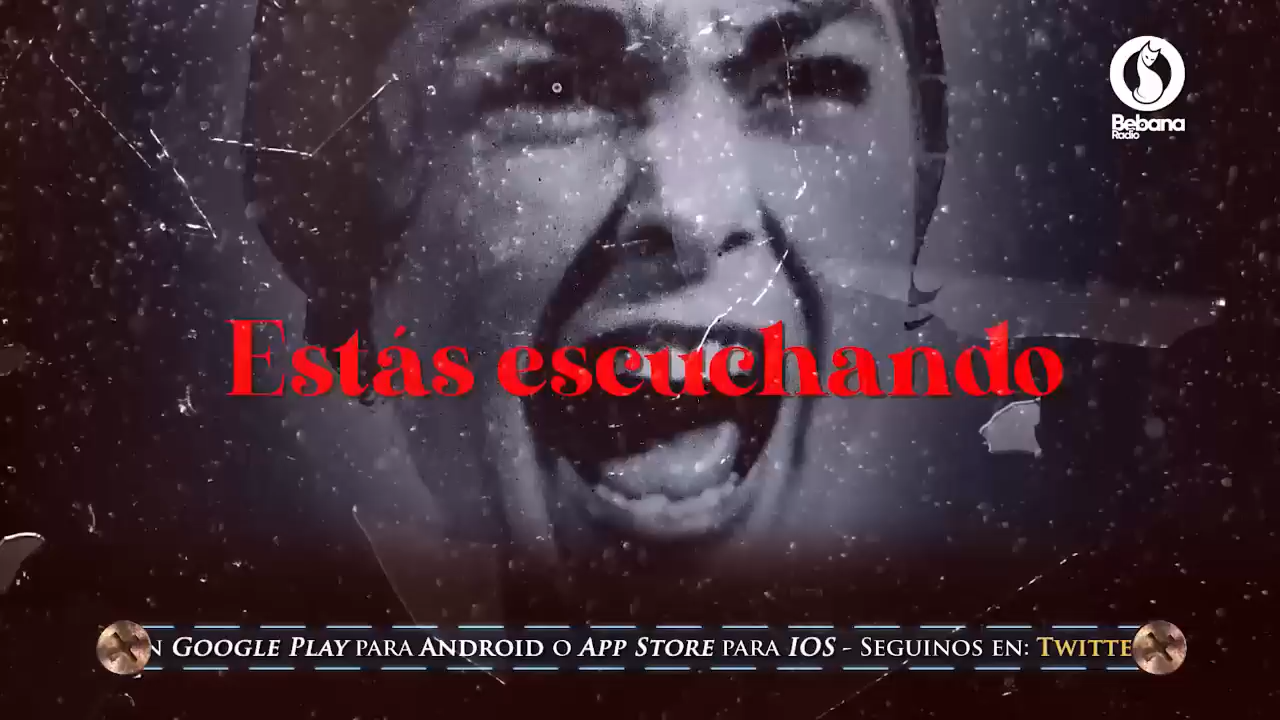 Bebana
Radio
Estás escuchando
N GOOGLE PLAY PARA ANDROID O APP STORE PARA IOS - SEGUINOS EN: TWITTE